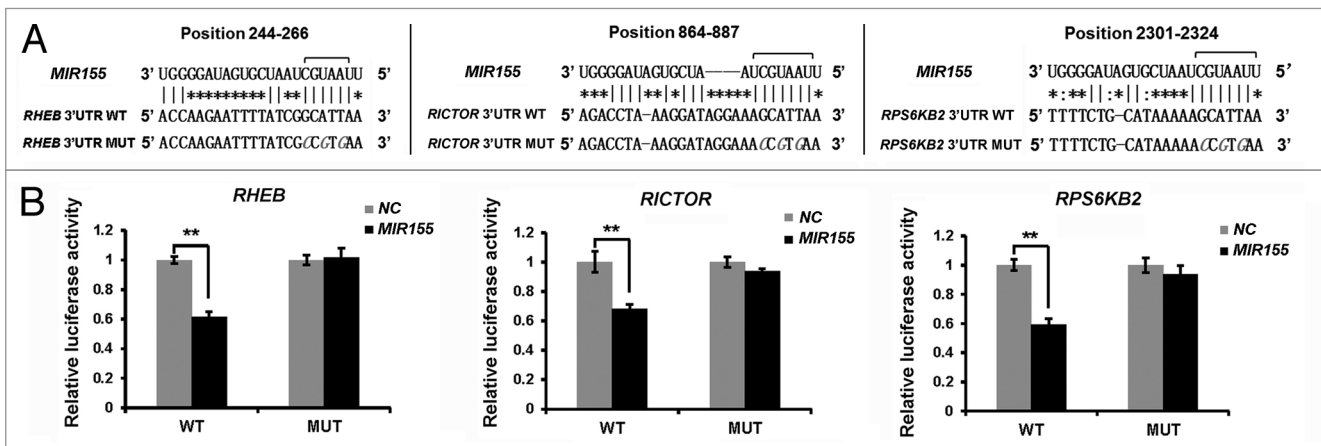 A
Position 244-266
MIR155 3' UGGGGAUAGUGCUAAUCGUAAUU 5'
|||***********||**||||||*
RHEB 3'UTR WT 5' ACCAAGAATTTTATCGGCATTAA 3'
RHEB 3'UTR MUT 5' ACCAAGAATTTTATCGCCGTGAA 3'
Position 864-887
MIR155 3' UGGGGAUAGUGCUA——AUCGUAAUU 5'
RICTOR 3'UTR WT 5' AGACCTA-AAGGATAGGAAAGCATTAA 3'
RICTOR 3'UTR MUT 5' AGACCTA-AAGGATAGGAAACCGTGAA 3'
Position 2301-2324
MIR155 3' UGGGGAUAGUGCUAAUCGUAAUU 5'
RPS6KB2 3'UTR WT 5' TTTTCTG-CATAAAAAGCATTAA 3'
RPS6KB2 3'UTR MUT 5' TTTTCTG-CATAAAAACCGTGAA 3'
B
RHEB
NC
MIR155
Relative luciferase activity
1.2
1
0.8
0.6
0.4
0.2
0
**
WT MUT
RICTOR
NC
MIR155
Relative luciferase activity
1.2
1
0.8
0.6
0.4
0.2
0
**
WT MUT
RPS6KB2
NC
MIR155
Relative luciferase activity
1.2
1
0.8
0.6
0.4
0.2
0
**
WT MUT